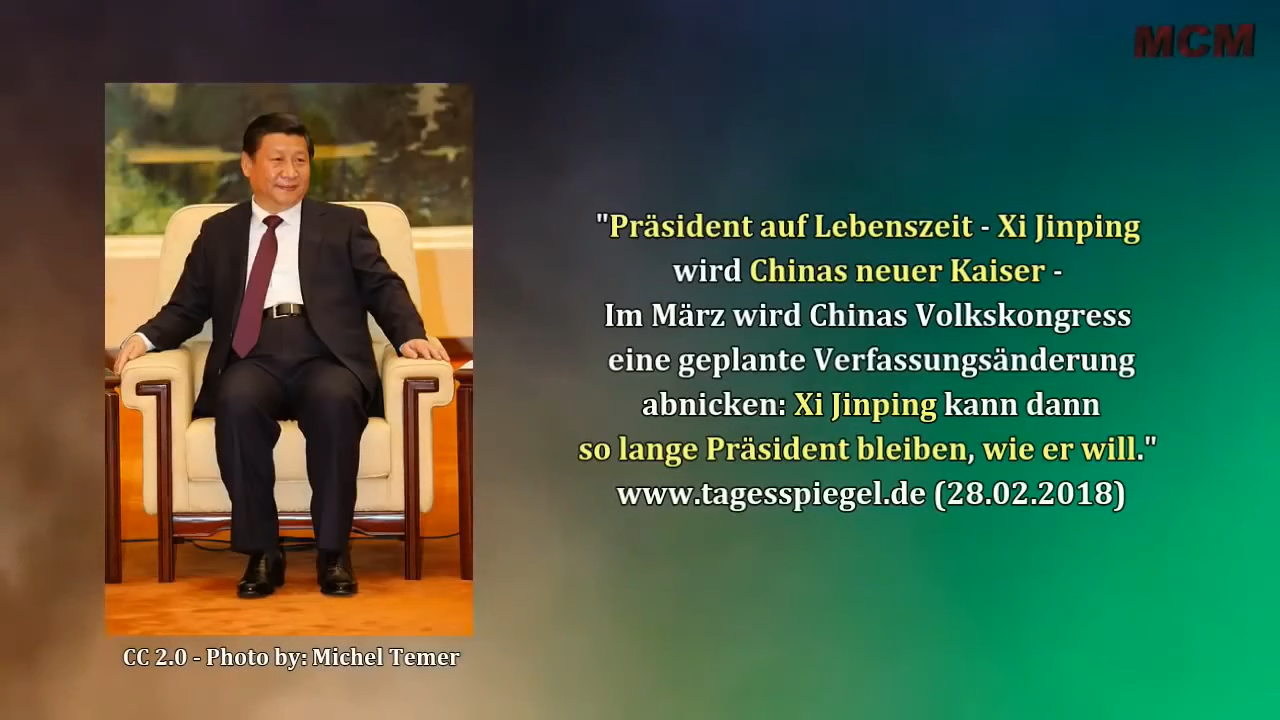 MCM
"Präsident auf Lebenszeit - Xi Jinping
wird Chinas neuer Kaiser -
Im März wird Chinas Volkskongress
eine geplante Verfassungsänderung
abnicken: Xi Jinping kann dann
so lange Präsident bleiben, wie er will."
www.tagesspiegel.de (28.02.2018)
CC 2.0 - Photo by: Michel Temer